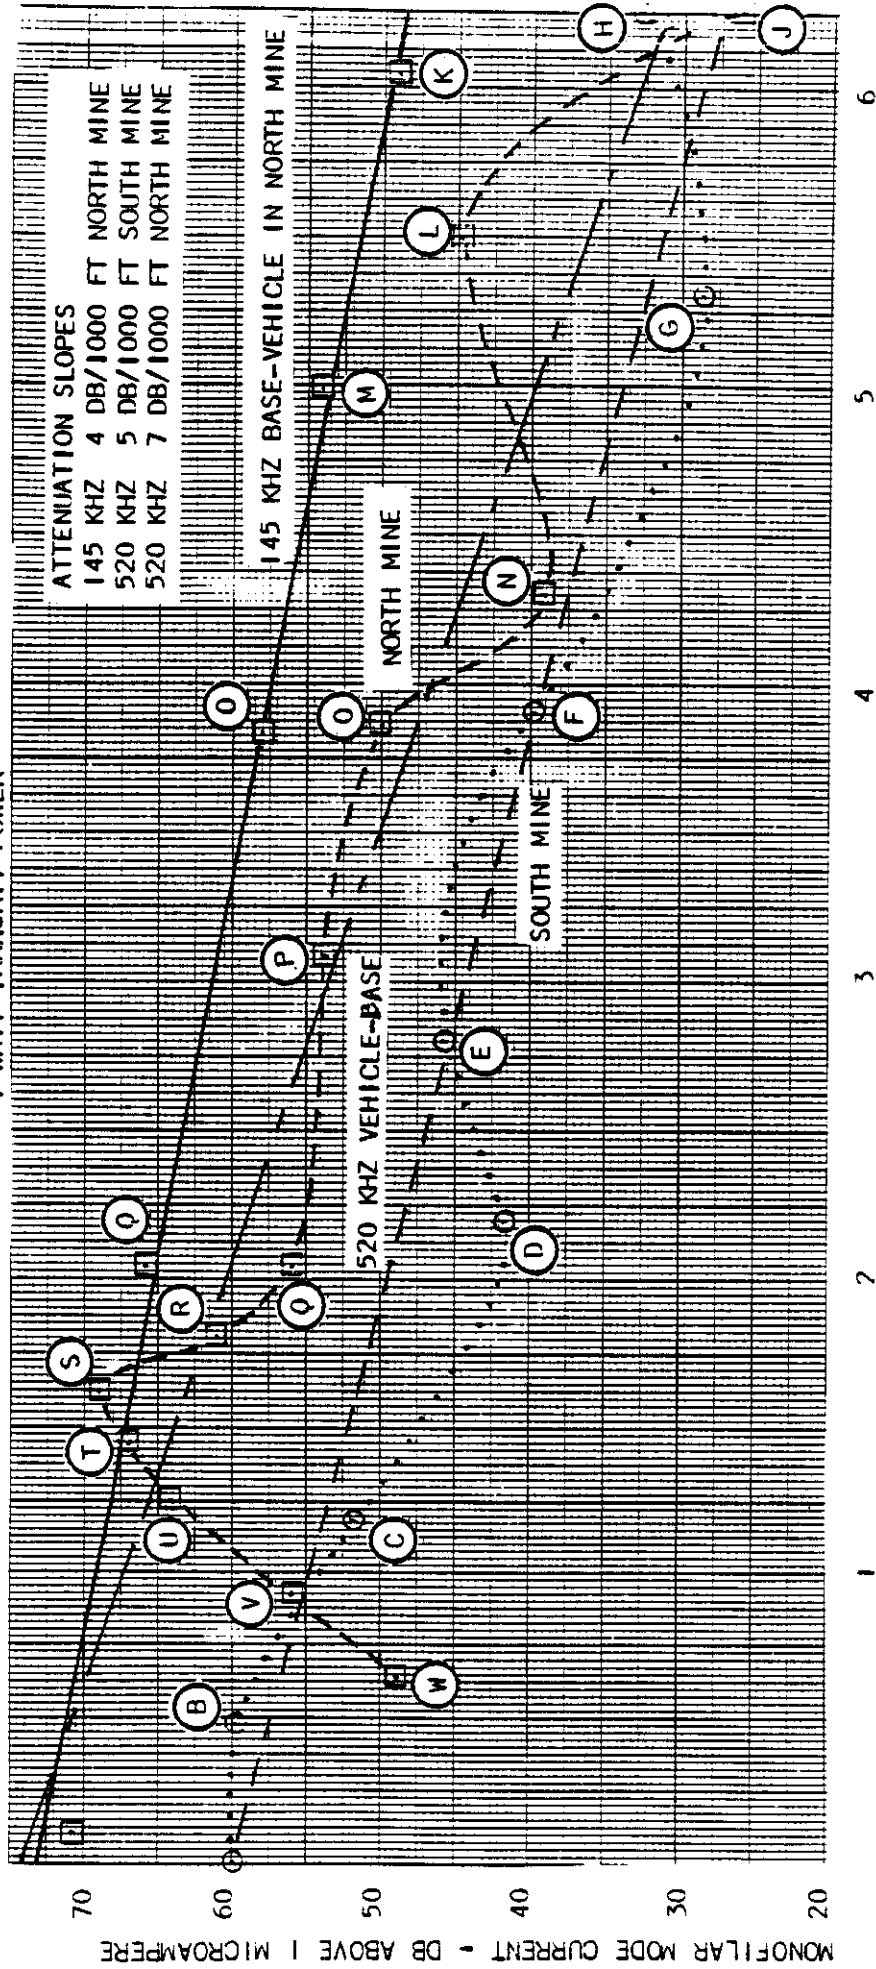 ATTENUATION SLOPES
145 KHZ 4 DB/1000 FT NORTH MINE
520 KHZ 5 DB/1000 FT SOUTH MINE
520 KHZ 7 DB/1000 FT NORTH MINE
145 KHZ BASE-VEHICLE IN NORTH MINE
NORTH MINE
520 KHZ VEHICLE-BASE
SOUTH MINE
MONOFILAR MODE CURRENT - DB ABOVE 1 MICROAMPERE
70
60
50
40
30
20
1
2
3
4
5
6
B
W
V
U
T
S
R
Q
Q
P
O
O
N
M
L
K
H
J
G
F
E
D
C